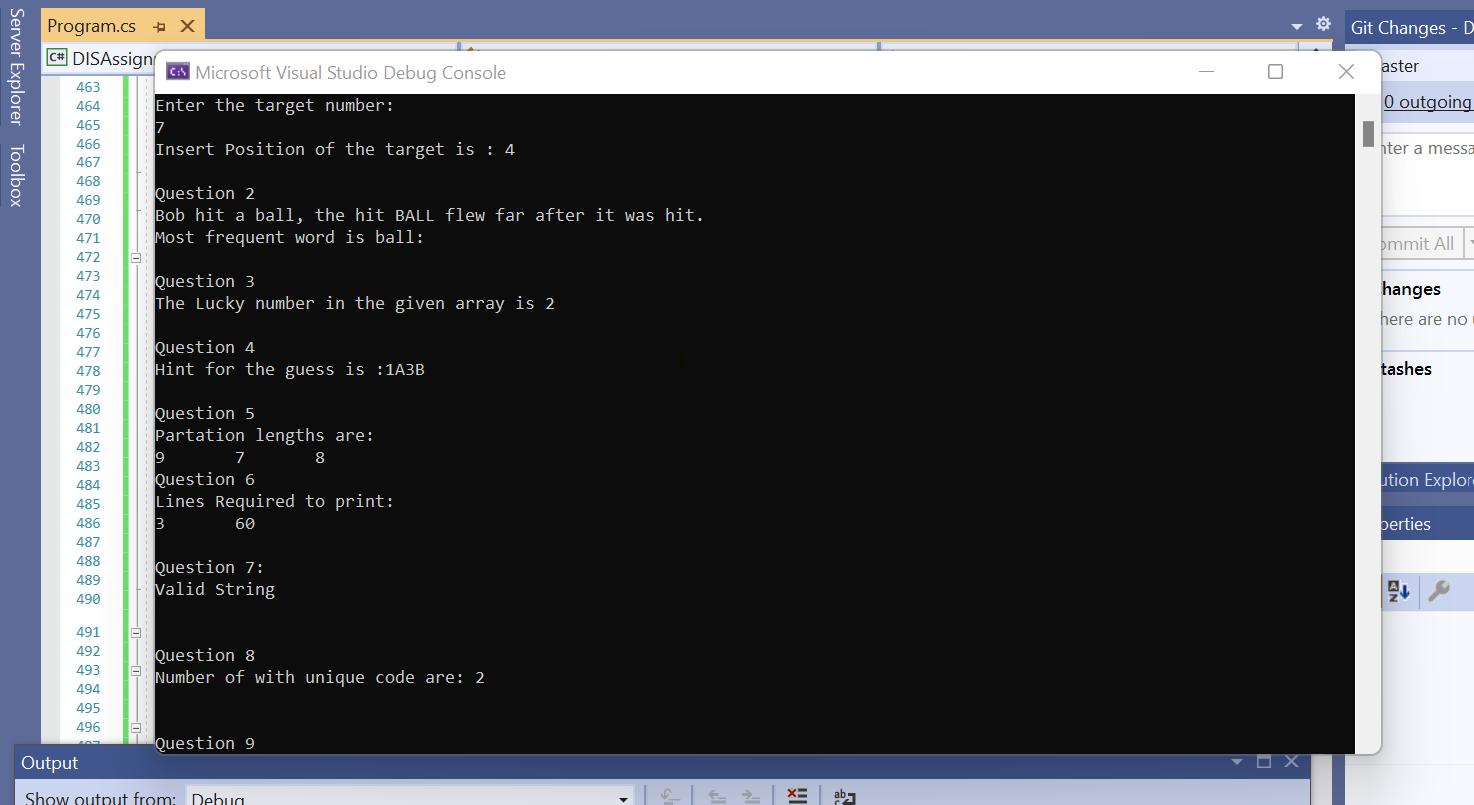 Server Explorer
Toolbox
Program.cs
Git Changes - D
C# DISAssign
C:\ Microsoft Visual Studio Debug Console
aster
0 outgoing
nter a messa
ommit All
hanges
here are no
tashes
ution Explor
perties
463
464
465
466
467
468
469
470
471
472
473
474
475
476
477
478
479
480
481
482
483
484
485
486
487
488
489
490
491
492
493
494
495
496
497
Enter the target number:
7
Insert Position of the target is : 4
Question 2
Bob hit a ball, the hit BALL flew far after it was hit.
Most frequent word is ball:
Question 3
The Lucky number in the given array is 2
Question 4
Hint for the guess is :1A3B
Question 5
Partation lengths are:
9 7 8
Question 6
Lines Required to print:
3 60
Question 7:
Valid String
Question 8
Number of with unique code are: 2
Question 9
Output
Show output from: Debug